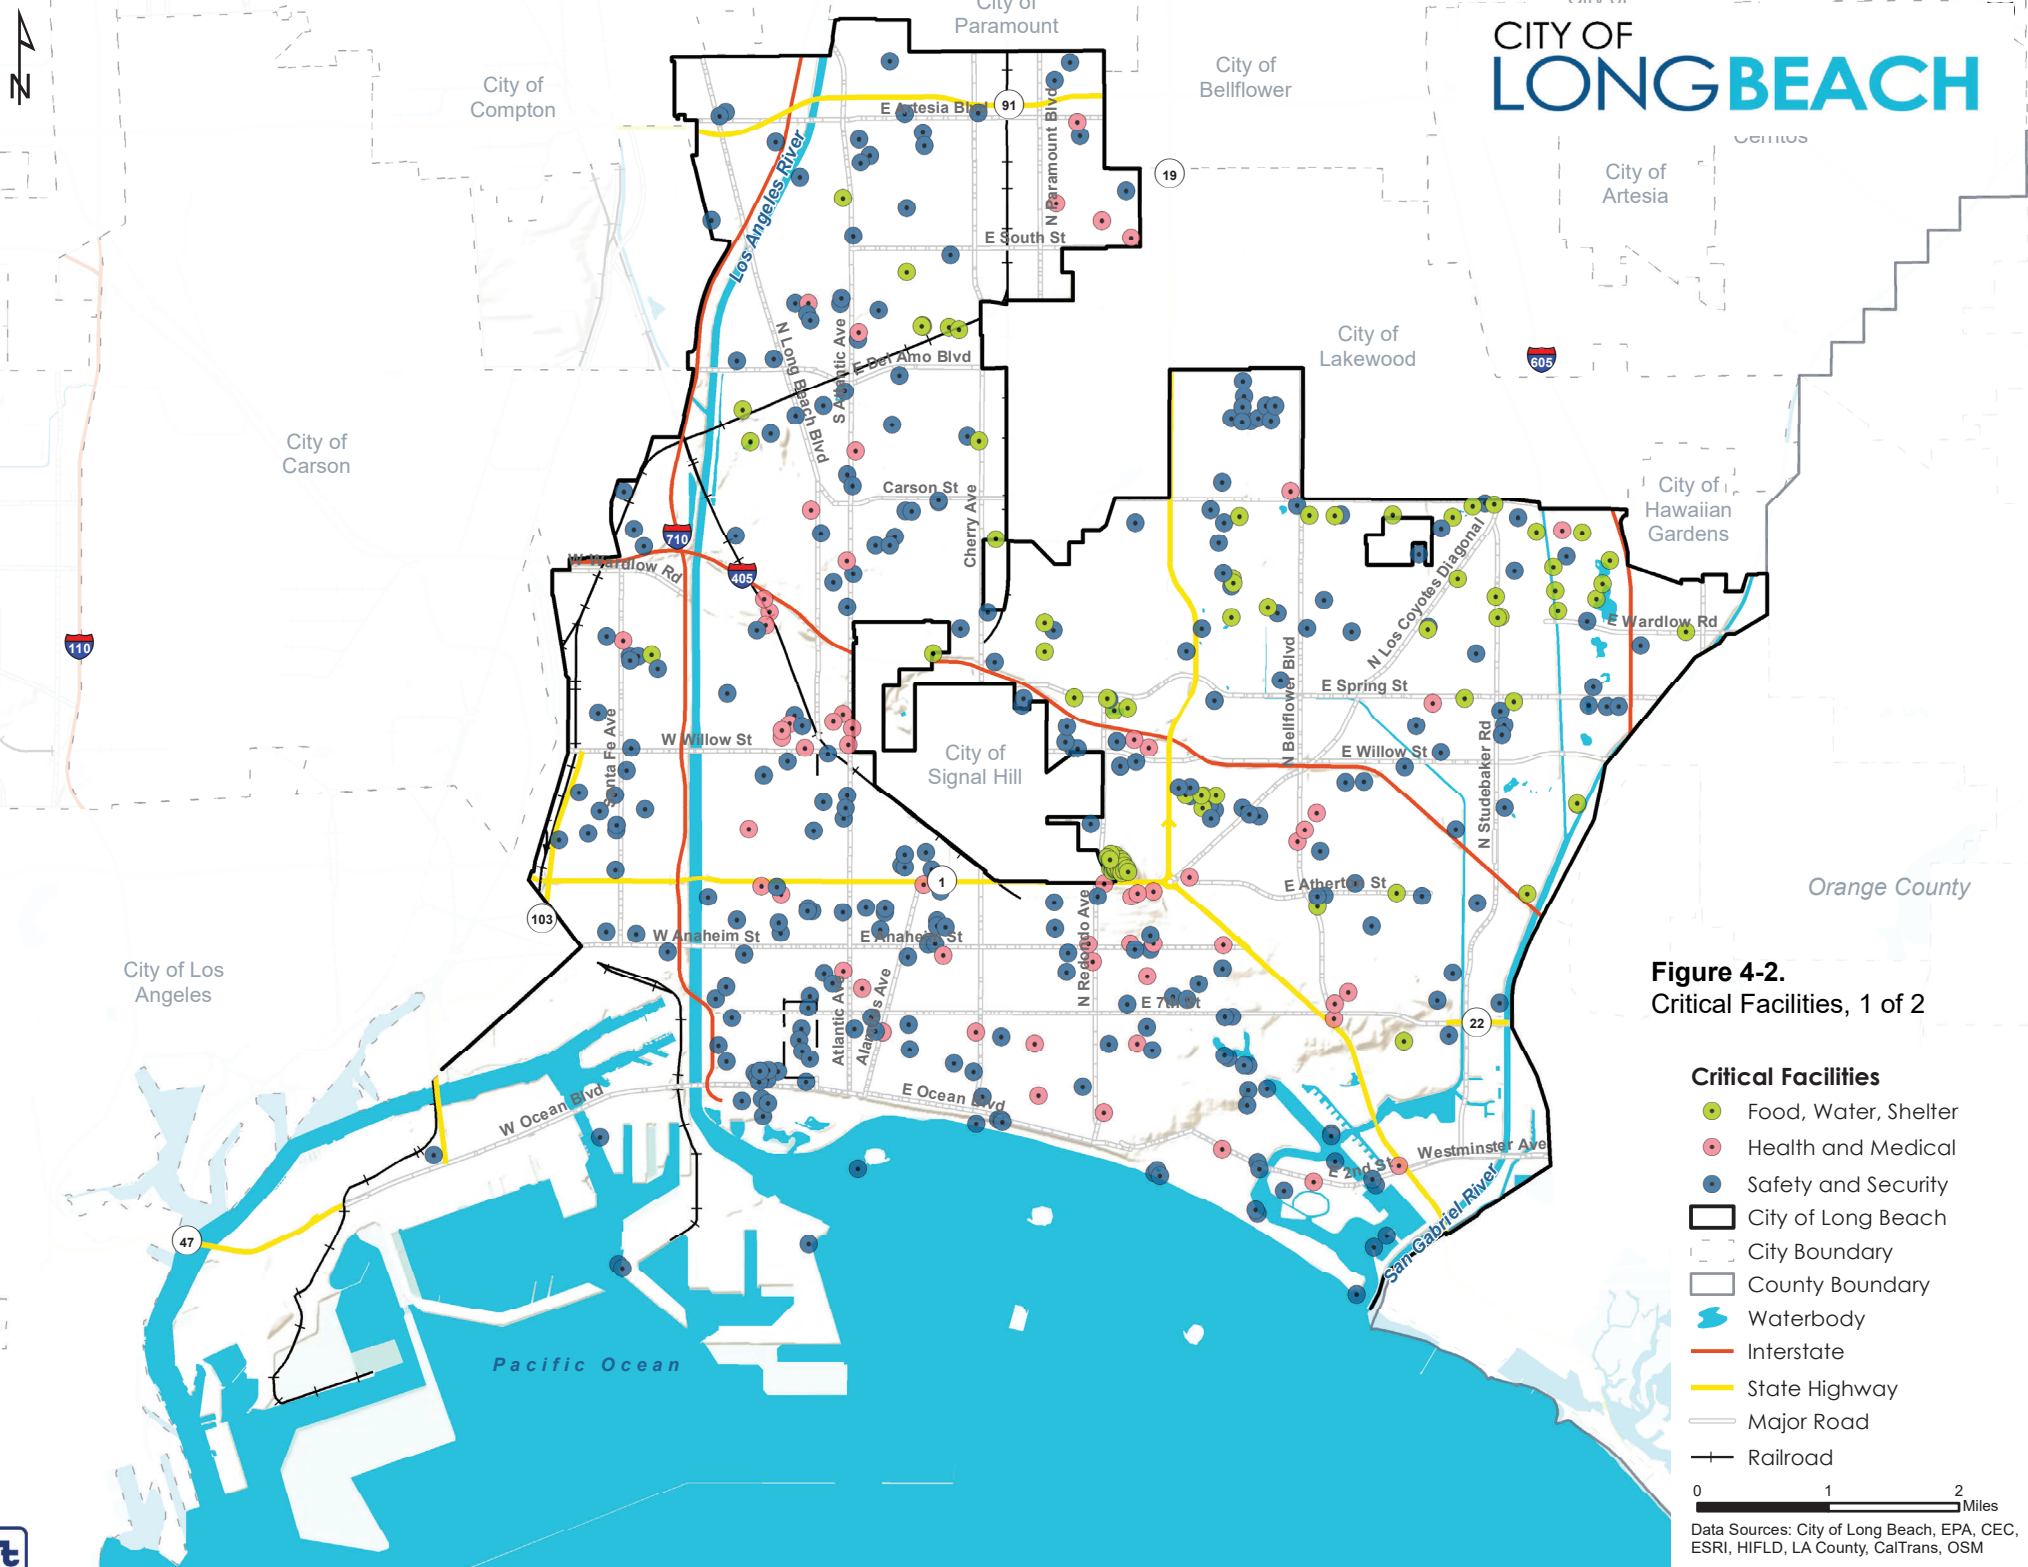 City of
Paramount
CITY OF
LONGBEACH
City of
Compton
City of
Bellflower
E Artesia Blvd
91
N Paramount Blvd
Los Angeles River
Cerritos
City of
Artesia
19
E South St
N Long Beach Blvd
S Atlantic Ave
E Del Amo Blvd
City of
Lakewood
605
City of
Carson
Carson St
Cherry Ave
City of
Hawaiian
Gardens
710
405
W Wardlow Rd
N Los Coyotes Diagonal
E Wardlow Rd
110
Santa Fe Ave
W Willow St
City of
Signal Hill
N Bellflower Blvd
E Spring St
E Willow St
N Studebaker Rd
1
103
E Atherton St
Orange County
W Anaheim St
E Anaheim St
N Redondo Ave
City of Los
Angeles
Atlantic Ave
Alamitos Ave
E 7th St
22
W Ocean Blvd
E Ocean Blvd
Westminster Ave
E 2nd St
San Gabriel River
47
Pacific Ocean
Figure 4-2.
Critical Facilities, 1 of 2
Critical Facilities
Food, Water, Shelter
Health and Medical
Safety and Security
City of Long Beach
City Boundary
County Boundary
Waterbody
Interstate
State Highway
Major Road
Railroad
0 1 2
Miles
Data Sources: City of Long Beach, EPA, CEC,
ESRI, HIFLD, LA County, CalTrans, OSM